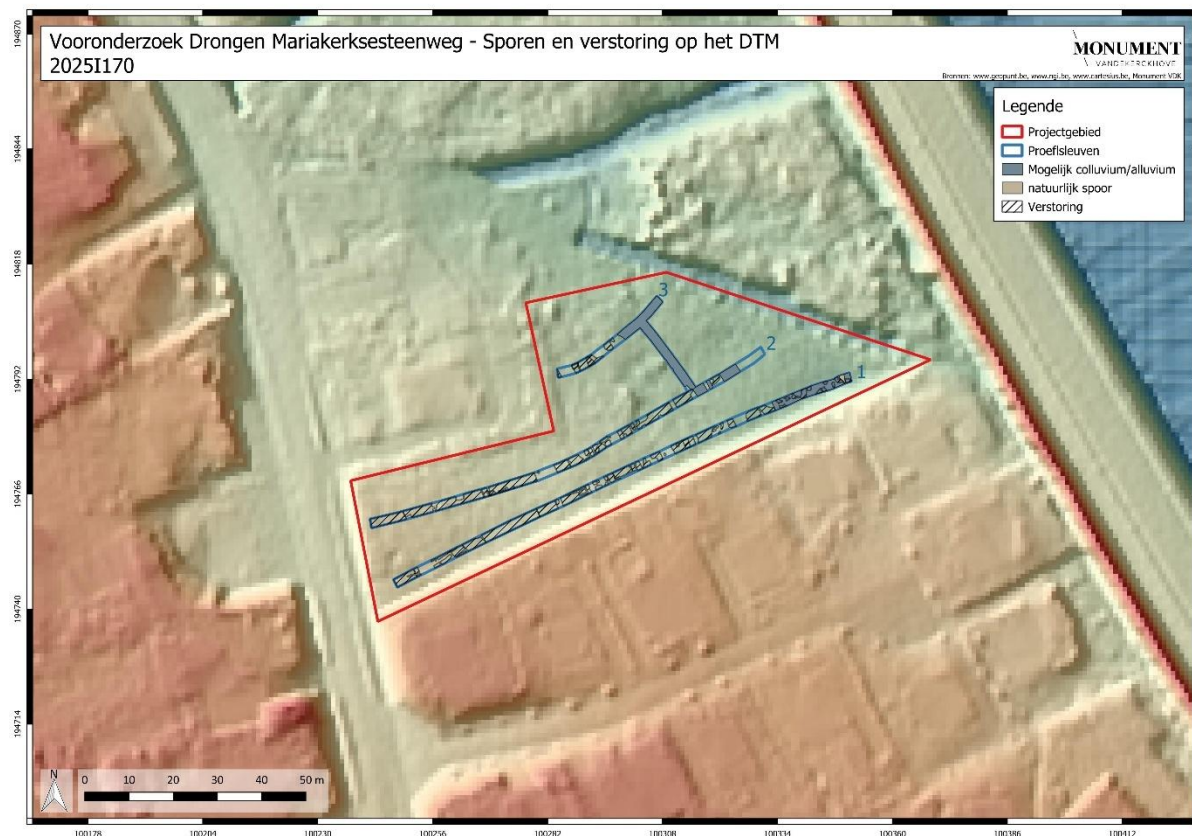 Vooronderzoek Drongen Mariakerksesteenweg - Sporen en verstoring op het DTM
2025I170
MONUMENT
VANDEKERCKHOVE
Bronnen: www.geopunt.be, www.ngi.be, www.cartesius.be, Monument VDK
Legende
Projectgebied
Proeflsleuven
Mogelijk colluvium/alluvium
natuurlijk spoor
Verstoring
194870
194844
194818
194792
194766
194740
194714
3
2
1
N
0 10 20 30 40 50 m
100178 100204 100230 100256 100282 100308 100334 100360 100386 100412